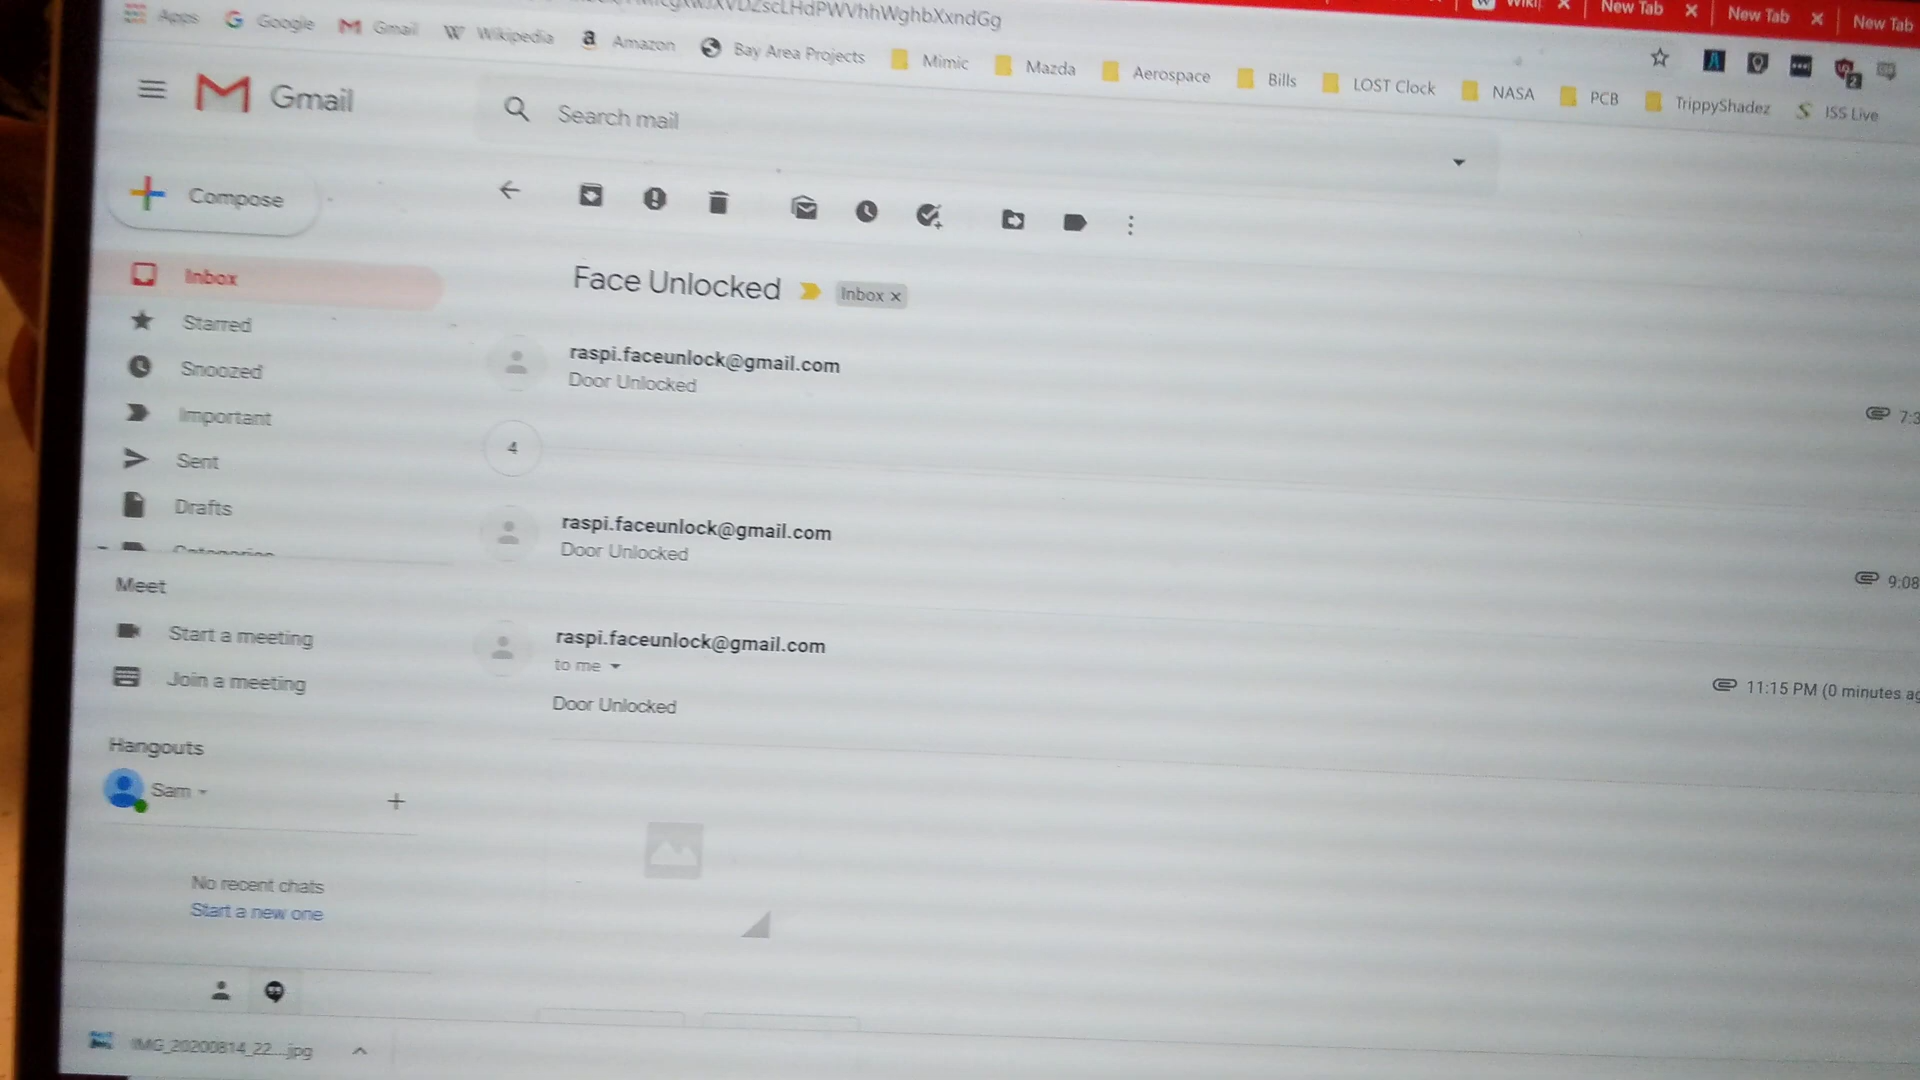 Wiki
New Tab
New Tab
New Tab
Apps
Google
Gmail
Wikipedia
Amazon
Bay Area Projects
Mimic
Mazda
Aerospace
Bills
LOST Clock
NASA
PCB
TrippyShadez
ISS Live
Gmail
Search mail
Compose
Inbox
Starred
Snoozed
Important
Sent
Drafts
Categories
Meet
Start a meeting
Join a meeting
Hangouts
Sam
No recent chats
Start a new one
Face Unlocked
Inbox ×
raspi.faceunlock@gmail.com
Door Unlocked
7:3
4
raspi.faceunlock@gmail.com
Door Unlocked
9:08
raspi.faceunlock@gmail.com
to me
11:15 PM (0 minutes ag
Door Unlocked
IMG_20200814_22....jpg